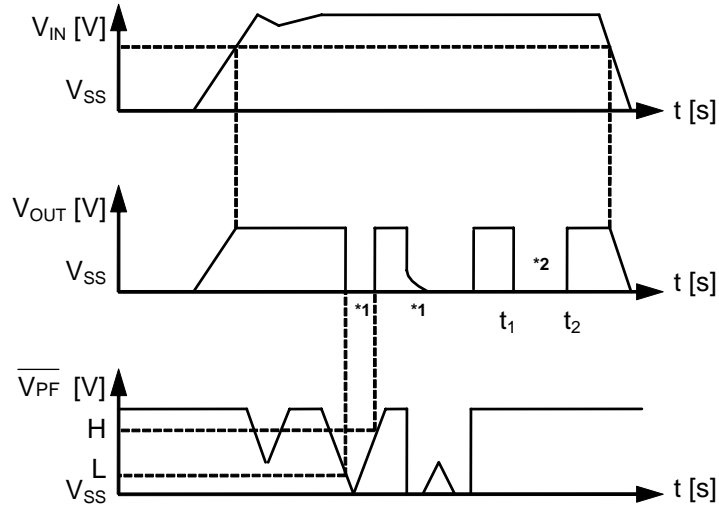 VIN [V]
VSS
t [s]
VOUT [V]
VSS
*2
t [s]
*1
*1
t1
t2
VPF [V]
H
L
VSS
t [s]